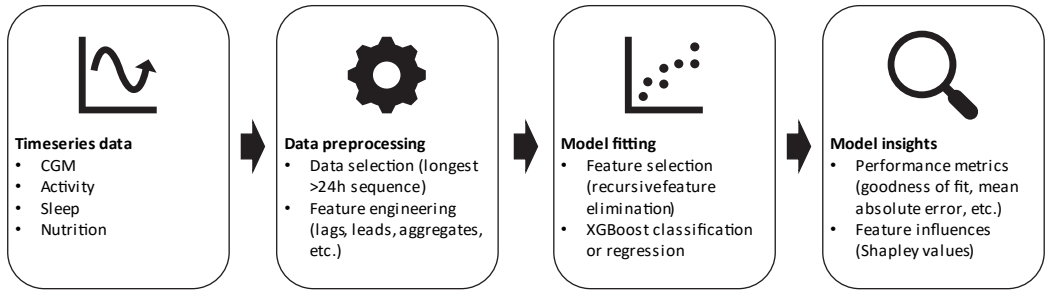 Timeseries data
• CGM
• Activity
• Sleep
• Nutrition
Data preprocessing
• Data selection (longest
>24h sequence)
• Feature engineering
(lags, leads, aggregates,
etc.)
Model fitting
• Feature selection
(recursive feature
elimination)
• XGBoost classification
or regression
Model insights
• Performance metrics
(goodness of fit, mean
absolute error, etc.)
• Feature influences
(Shapley values)